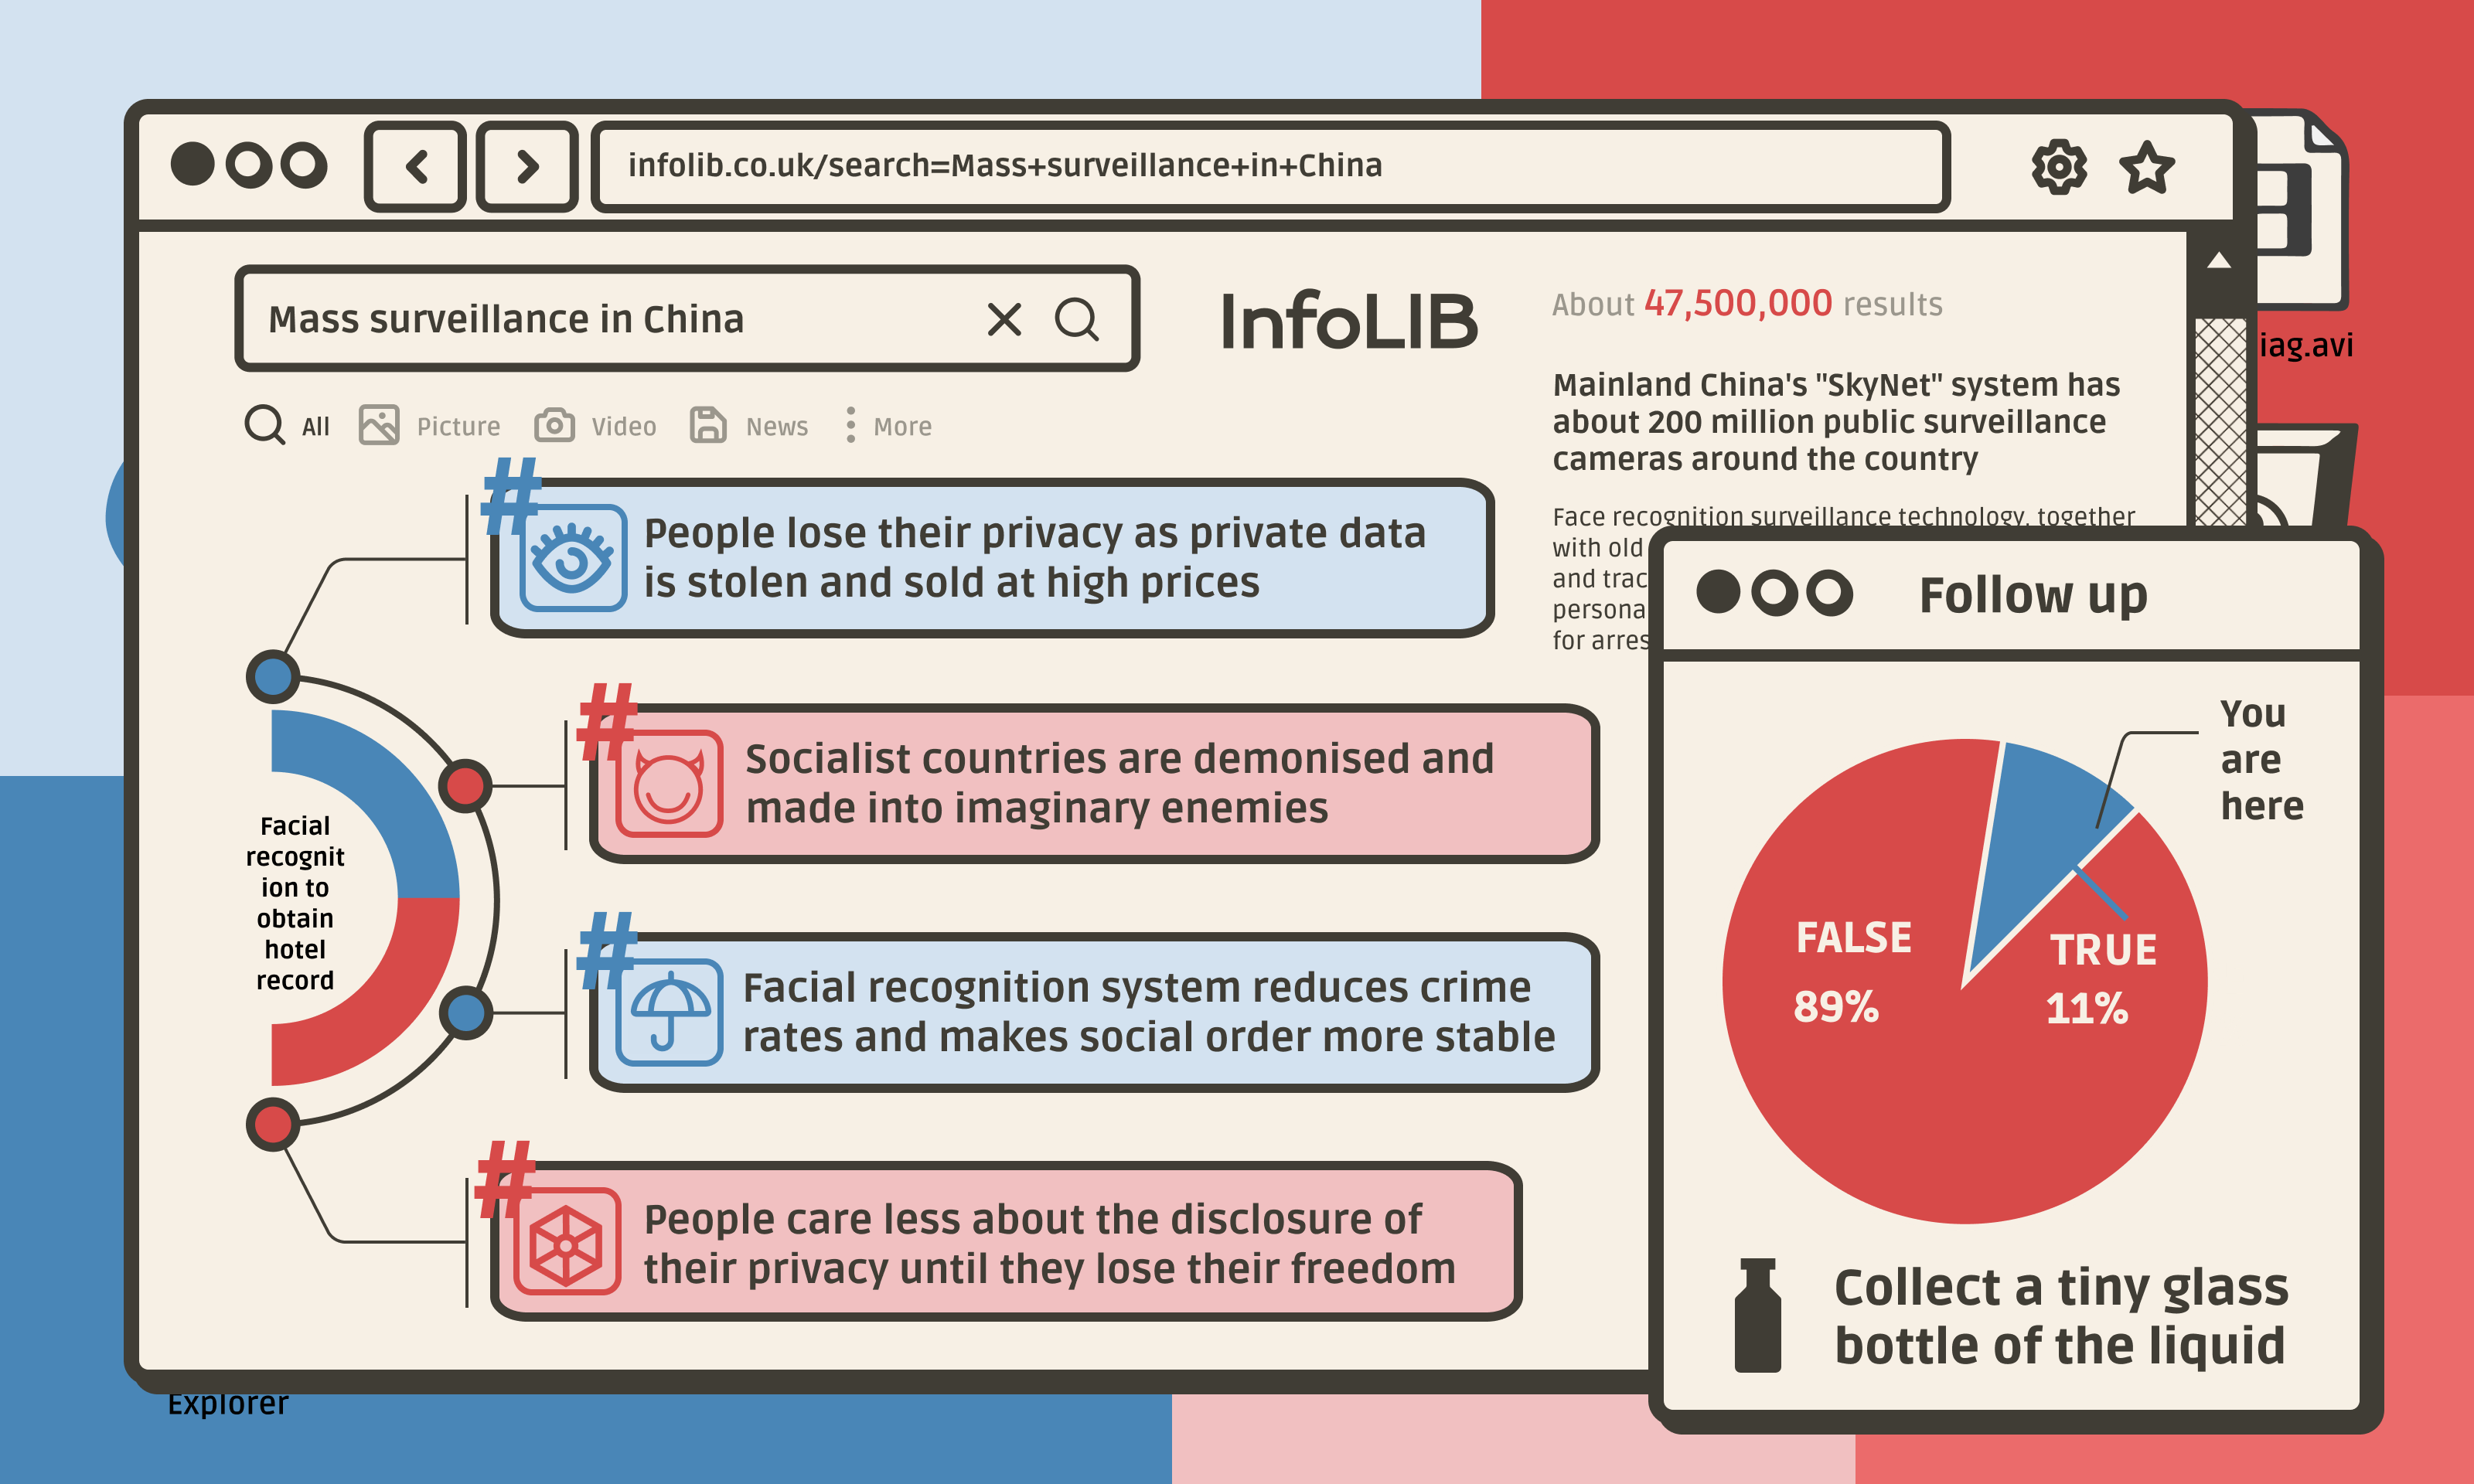 infolib.co.uk/search=Mass+surveillance+in+China
Mass surveillance in China
InfoLIB
About 47,500,000 results
All Picture Video News More
Mainland China's "SkyNet" system has
about 200 million public surveillance
cameras around the country
Face recognition surveillance technology, together
with old
and trac
persona
for arres
# People lose their privacy as private data
is stolen and sold at high prices
# Socialist countries are demonised and
made into imaginary enemies
Facial
recognit
ion to
obtain
hotel
record
# Facial recognition system reduces crime
rates and makes social order more stable
# People care less about the disclosure of
their privacy until they lose their freedom
Follow up
You
are
here
FALSE
89%
TRUE
11%
Collect a tiny glass
bottle of the liquid
iag.avi
Explorer